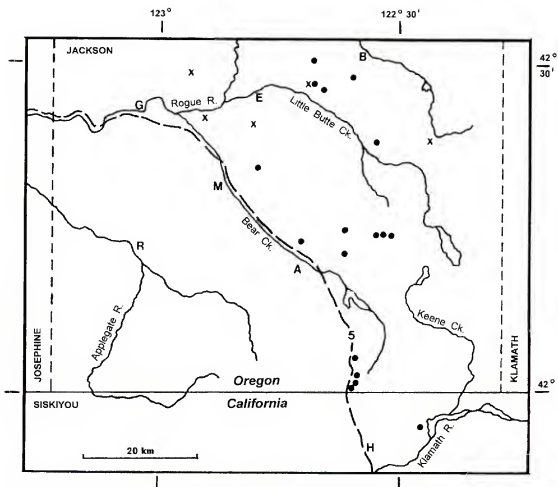 123°
122° 30'
JACKSON
B
42°
30'
x
x
G
Rogue R.
E
Little Butte Ck.
x
x
x
M
Bear Ck.
R
A
Applegate R.
5
Keene Ck.
JOSEPHINE
KLAMATH
Oregon
42°
SISKIYOU
California
20 km
H
Klamath R.